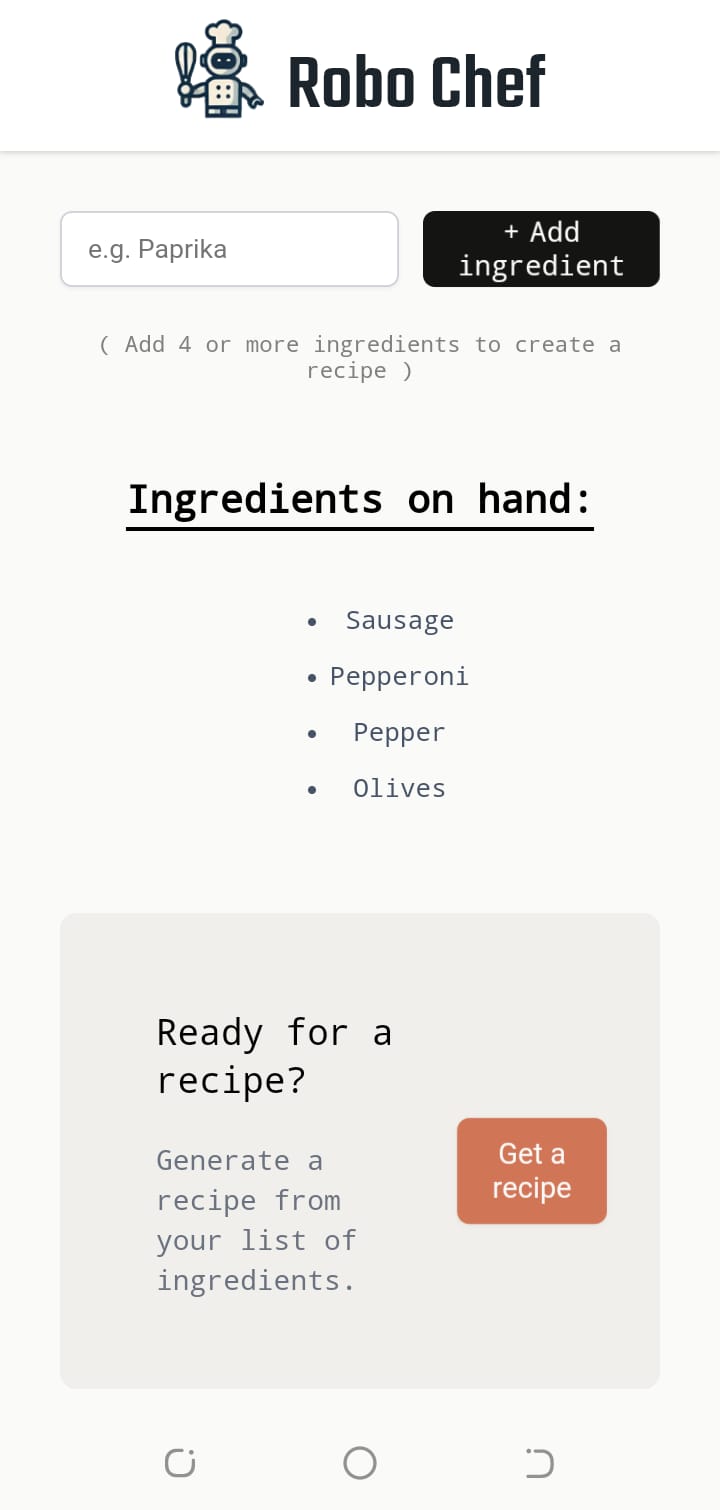 Robo Chef
e.g. Paprika
+ Add
ingredient
( Add 4 or more ingredients to create a
recipe )
Ingredients on hand:
• Sausage
• Pepperoni
• Pepper
• Olives
Ready for a
recipe?
Generate a
recipe from
your list of
ingredients.
Get a
recipe